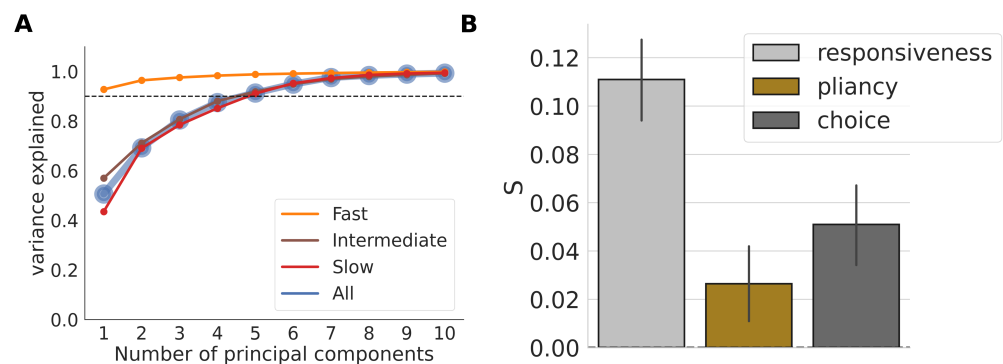 A
variance explained
1.0
0.8
0.6
0.4
0.2
0.0
1 2 3 4 5 6 7 8 9 10
Number of principal components
Fast
Intermediate
Slow
All
B
S
0.12
0.10
0.08
0.06
0.04
0.02
0.00
responsiveness
pliancy
choice